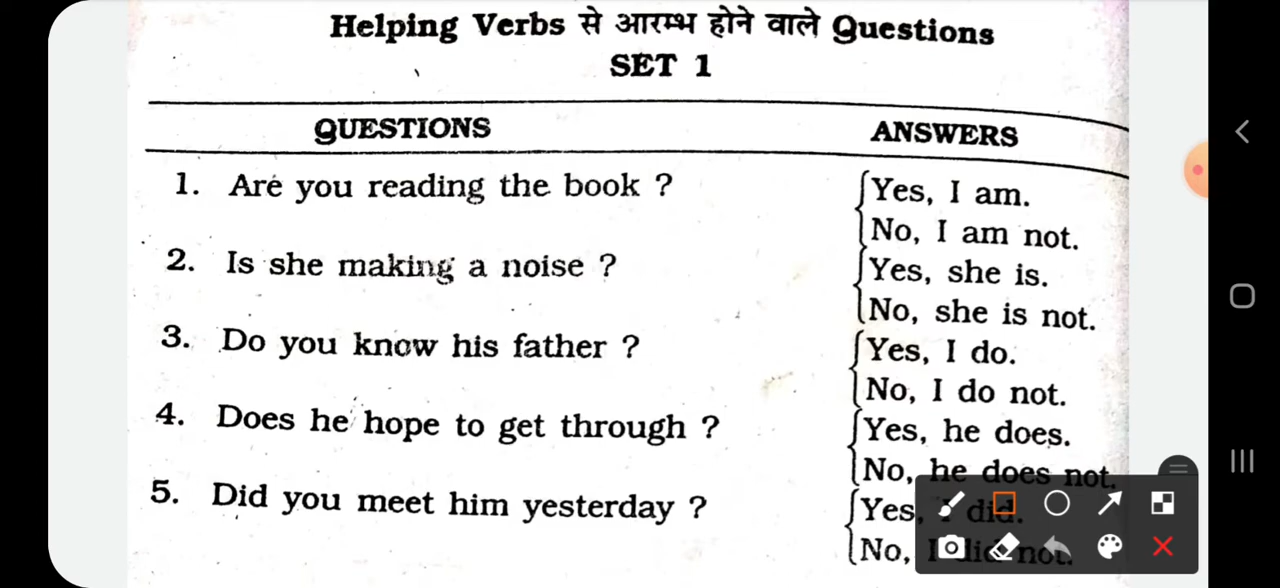 Helping Verbs से आरम्भ होने वाले Questions
SET 1
QUESTIONS ANSWERS
1. Are you reading the book ? Yes, I am.
No, I am not.
2. Is she making a noise ? Yes, she is.
No, she is not.
3. Do you know his father ? Yes, I do.
No, I do not.
4. Does he hope to get through ? Yes, he does.
No, he does not.
5. Did you meet him yesterday ? Yes, I did.
No, I did not.